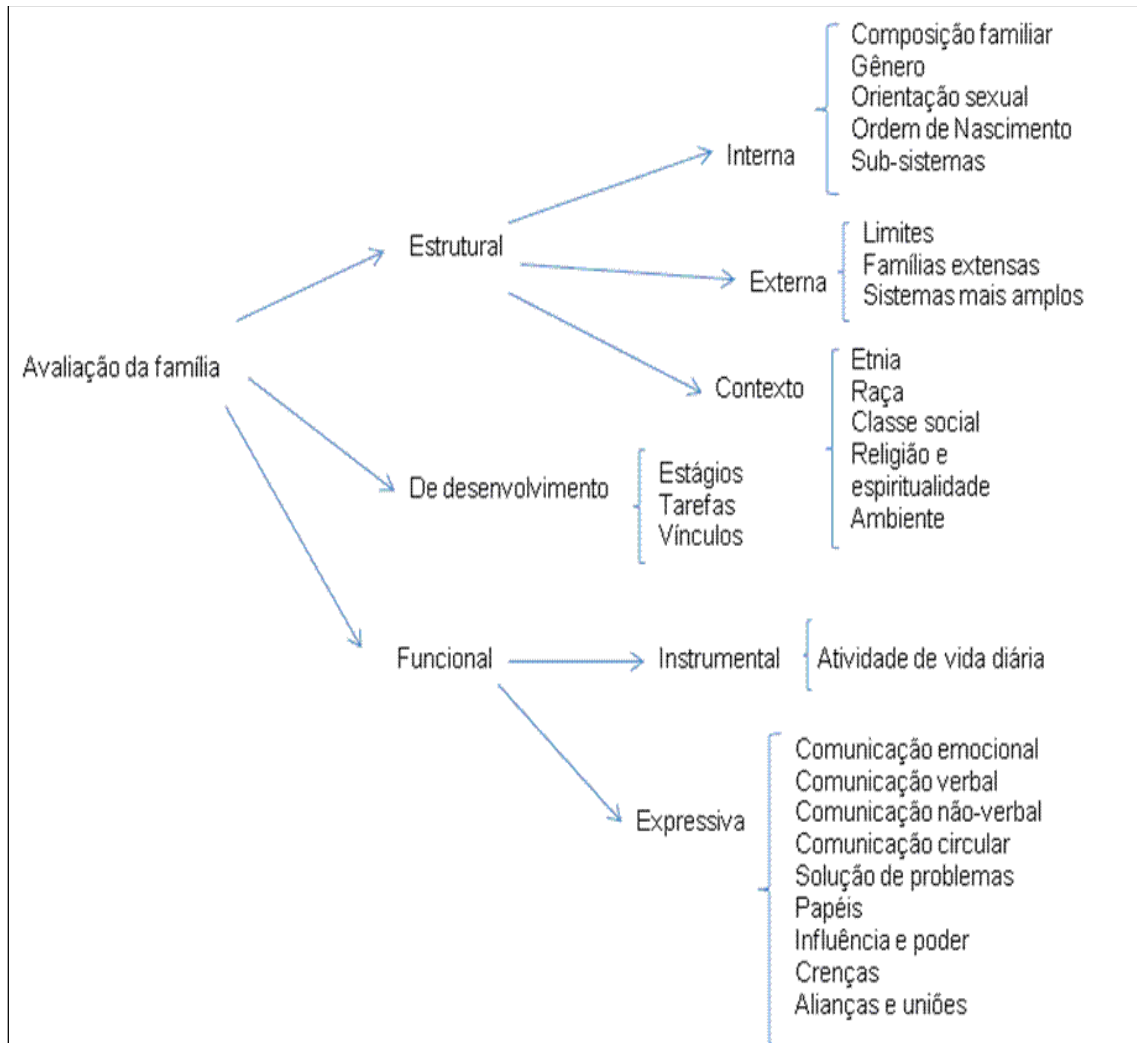 Composição familiar
Gênero
Orientação sexual
Ordem de Nascimento
Sub-sistemas
Interna
Estrutural
Limites
Famílias extensas
Sistemas mais amplos
Externa
Avaliação da família
Contexto
Etnia
Raça
Classe social
Religião e
espiritualidade
Ambiente
De desenvolvimento
Estágios
Tarefas
Vínculos
Funcional
Instrumental
Atividade de vida diária
Expressiva
Comunicação emocional
Comunicação verbal
Comunicação não-verbal
Comunicação circular
Solução de problemas
Papéis
Influência e poder
Crenças
Alianças e uniões